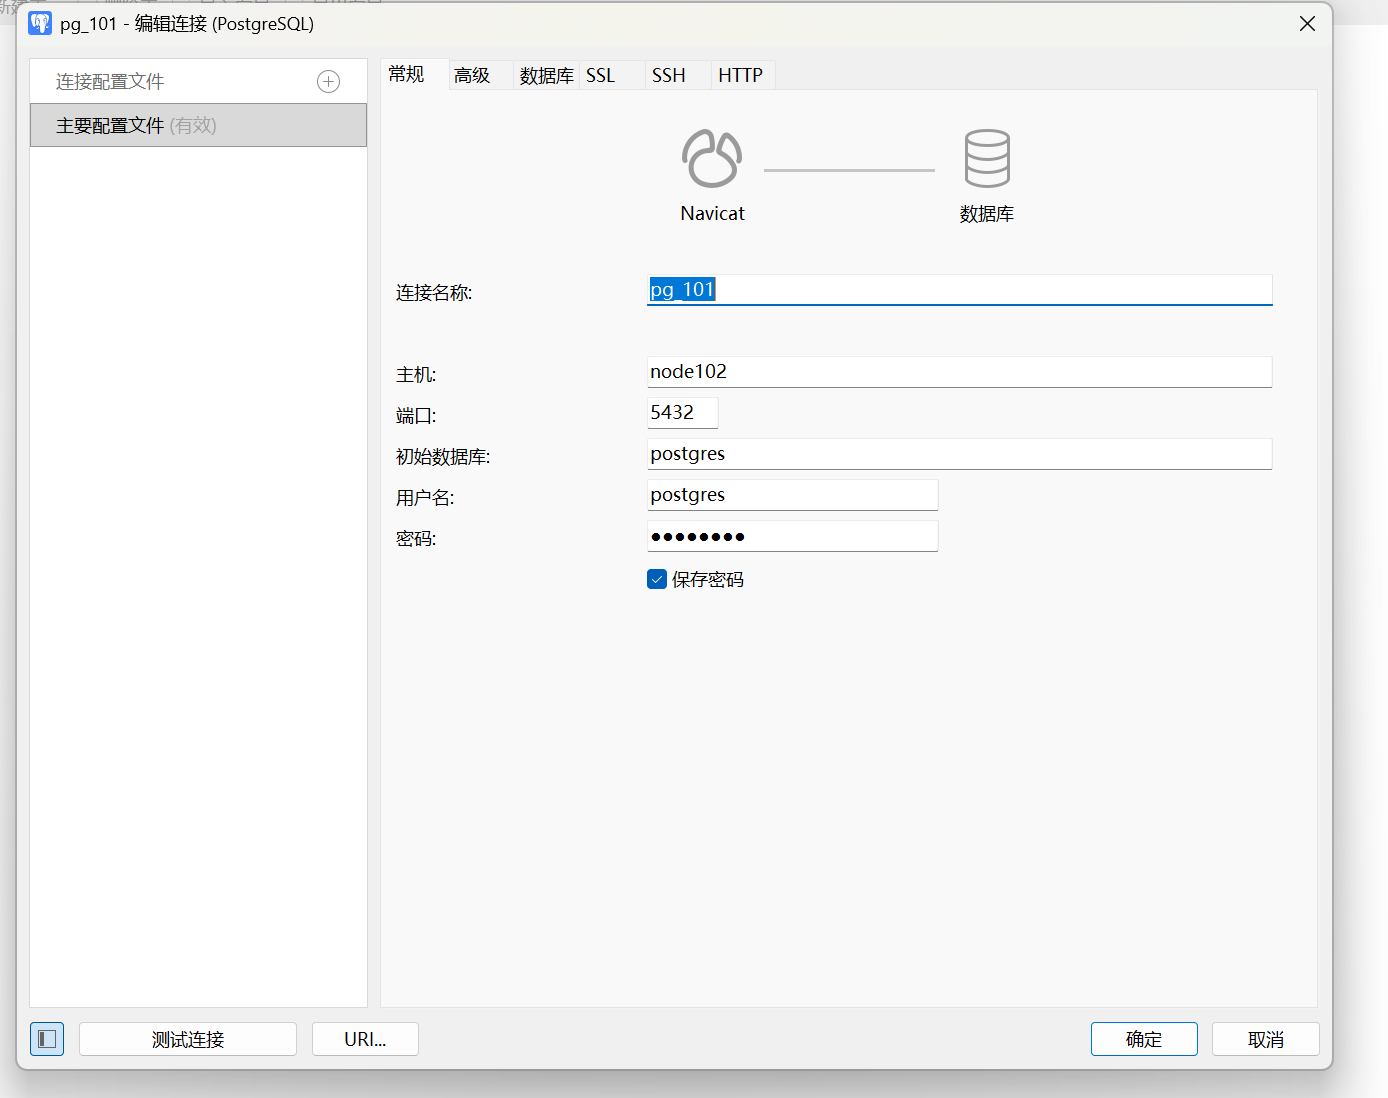 pg_101 - 编辑连接 (PostgreSQL)
连接配置文件
主要配置文件 (有效)
常规 高级 数据库 SSL SSH HTTP
Navicat 数据库
连接名称: pg_101
主机: node102
端口: 5432
初始数据库: postgres
用户名: postgres
密码: ●●●●●●●●
保存密码
测试连接 URI... 确定 取消